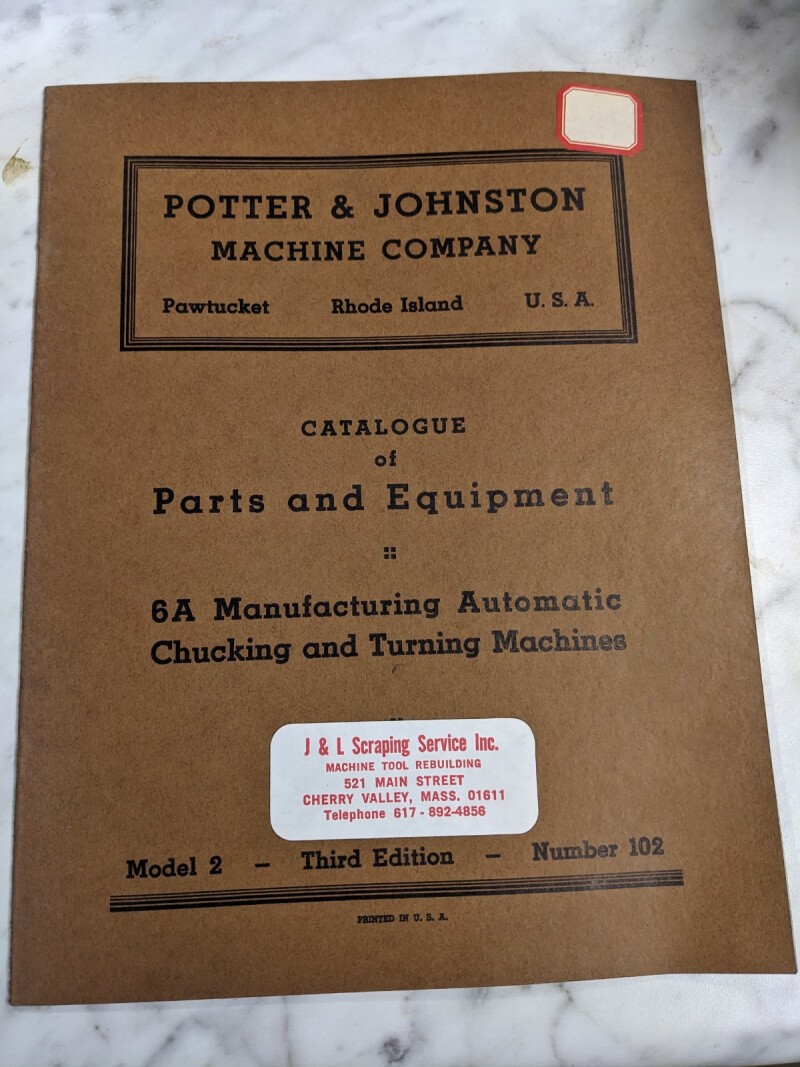 POTTER & JOHNSTON
MACHINE COMPANY
Pawtucket Rhode Island U. S. A.
CATALOGUE
of
Parts and Equipment
6A Manufacturing Automatic
Chucking and Turning Machines
J & L Scraping Service Inc.
MACHINE TOOL REBUILDING
521 MAIN STREET
CHERRY VALLEY, MASS. 01611
Telephone 617-892-4856
Model 2 — Third Edition — Number 102
PRINTED IN U. S. A.